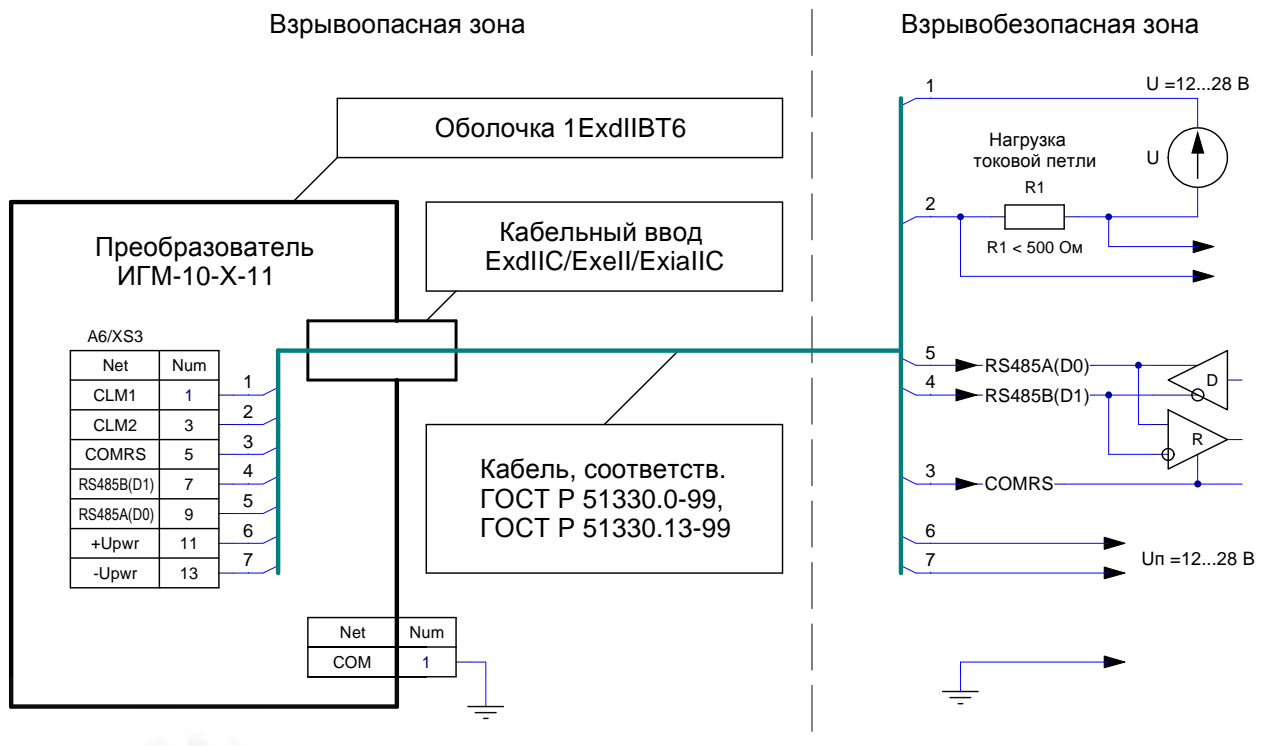 Взрывоопасная зона
Взрывобезопасная зона
Оболочка 1ExdIIBT6
Преобразователь
ИГМ-10-Х-11
Кабельный ввод
ExdIIC/ExeII/ExiaIIC
A6/XS3
Net Num
CLM1 1 1
CLM2 3 2
COMRS 5 3
RS485B(D1) 7 4
RS485A(D0) 9 5
+Upwr 11 6
-Upwr 13 7
Кабель, соответств.
ГОСТ Р 51330.0-99,
ГОСТ Р 51330.13-99
Net Num
COM 1
1
U =12...28 В
Нагрузка
токовой петли
U
R1
2
R1 < 500 Ом
5 RS485A(D0)
D
4 RS485B(D1)
R
3 COMRS
6
7
Uп =12...28 В